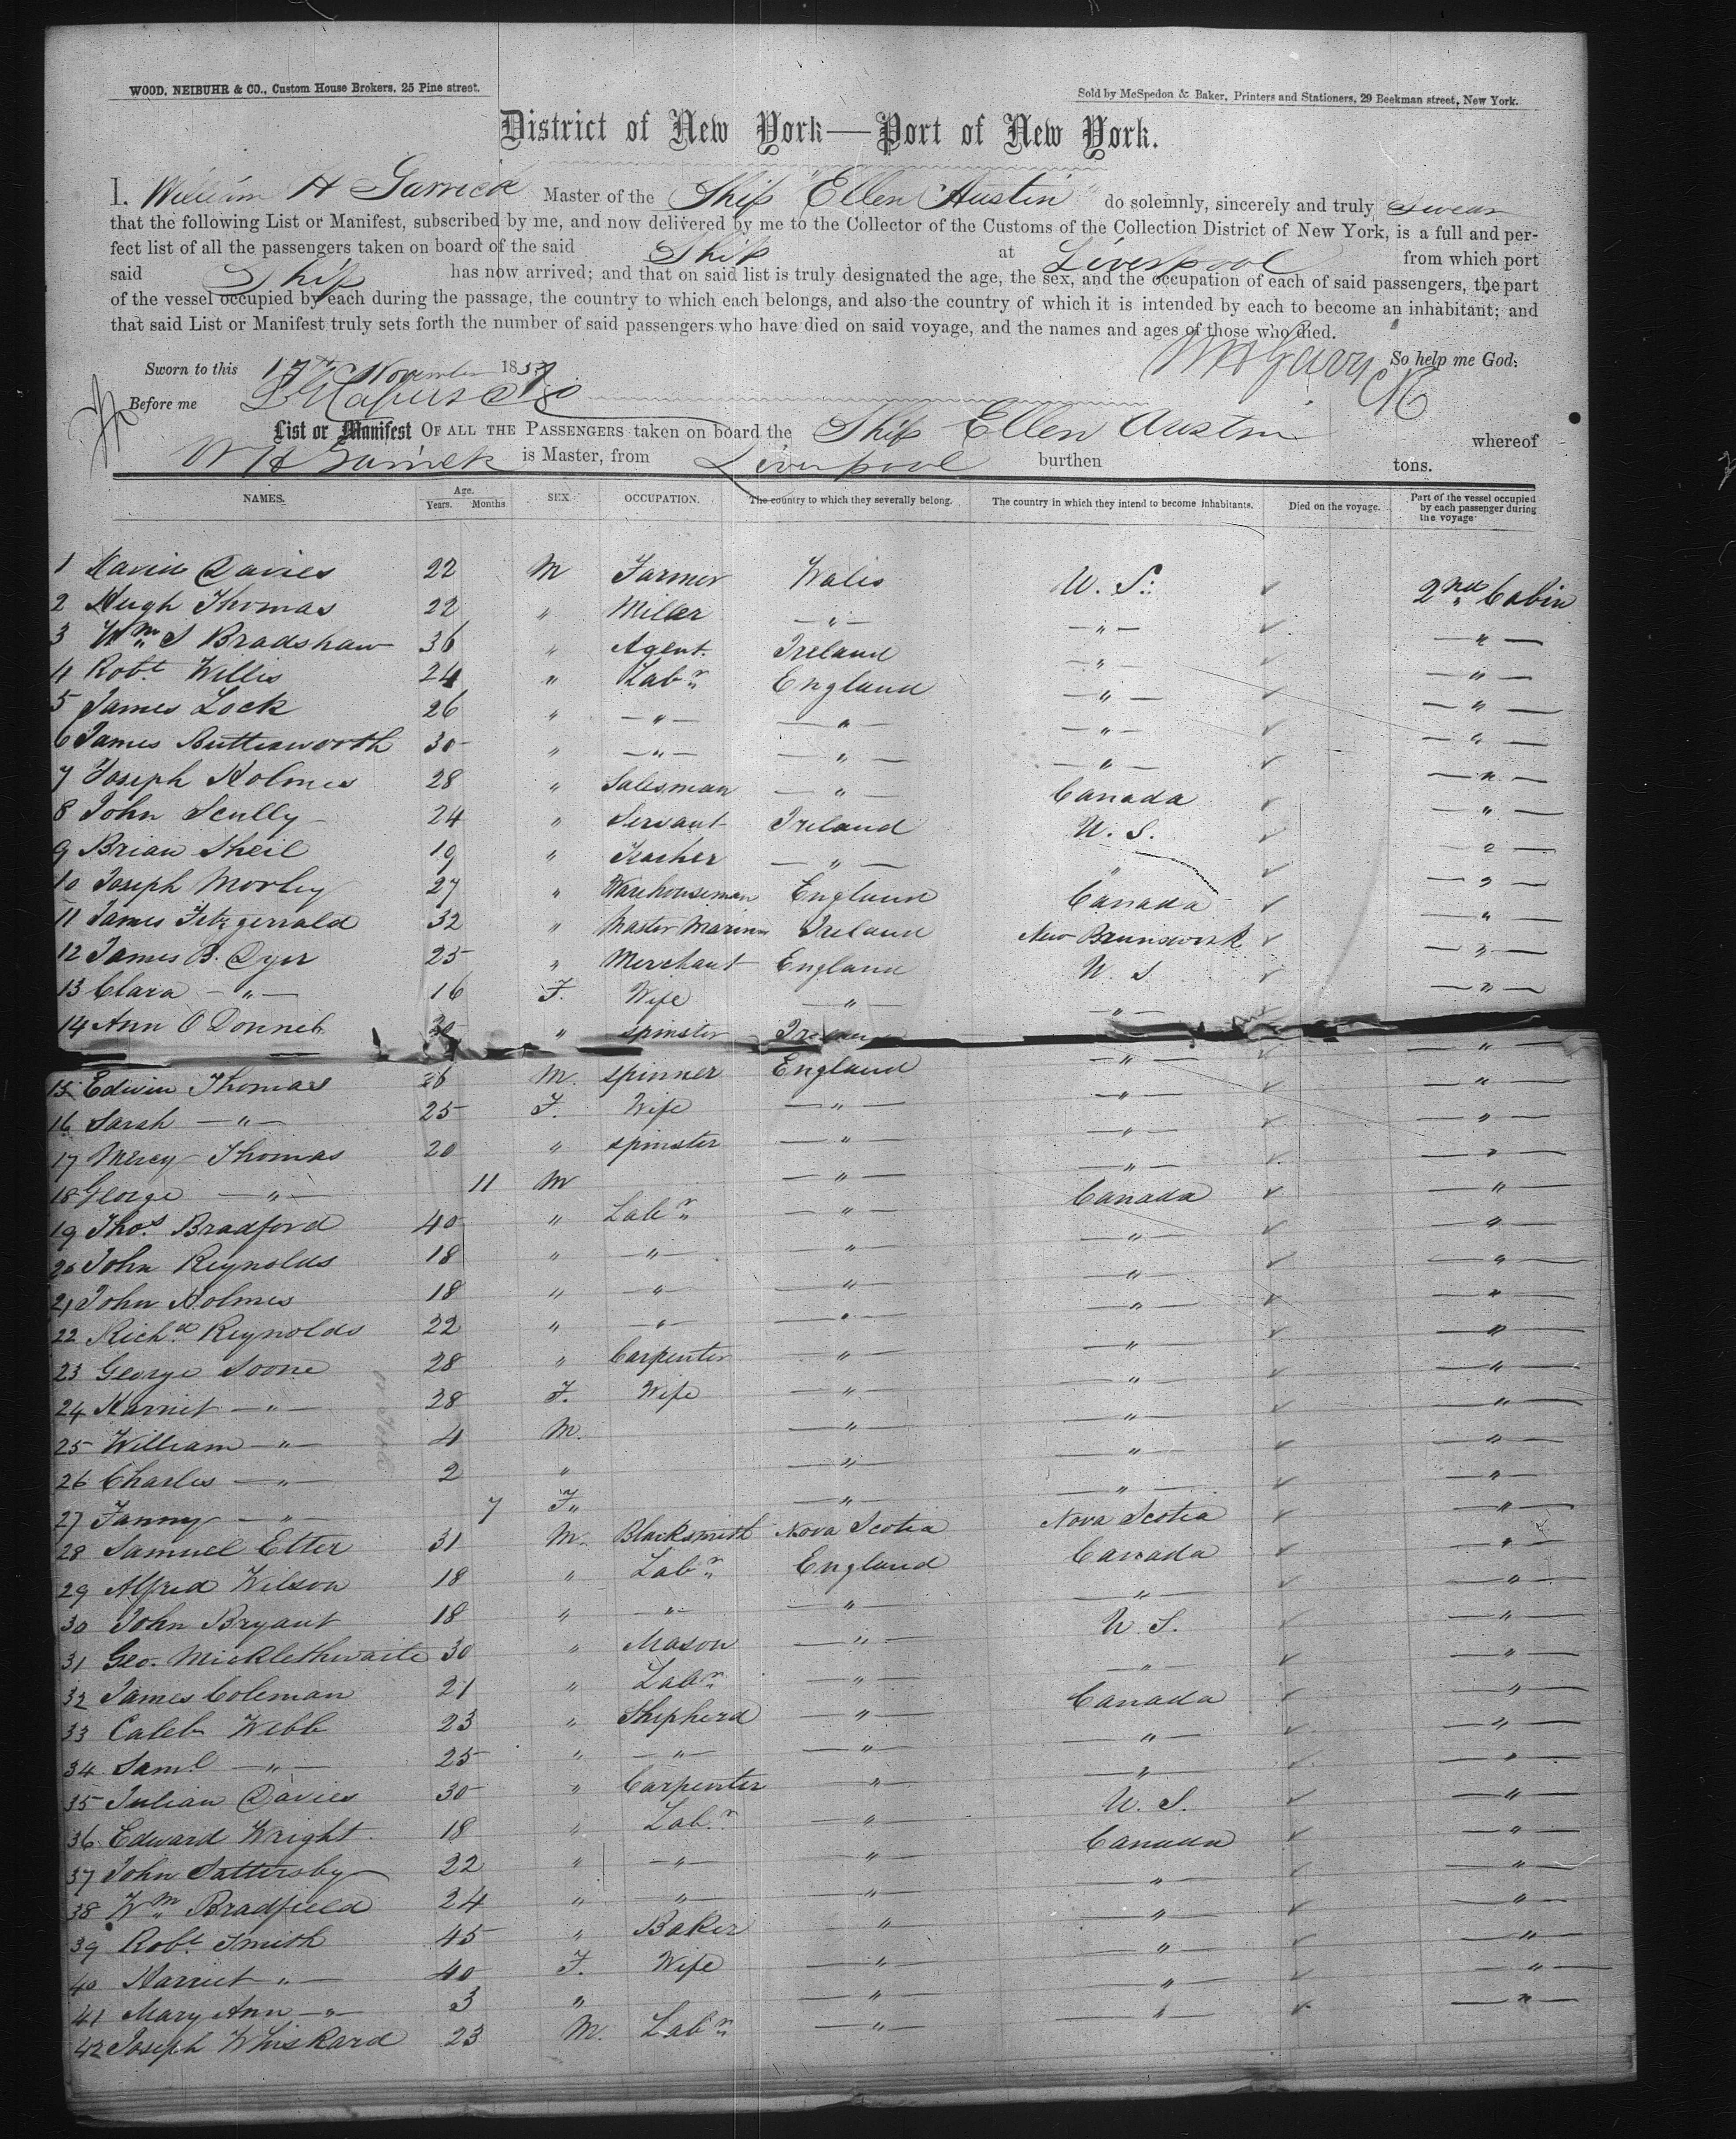 WOOD, NEIBUHR & CO., Custom House Brokers, 25 Pine street.
Sold by McSpedon & Baker, Printers and Stationers, 29 Beekman street, New York.
District of New York—Port of New York.
I, William H Garrick Master of the Ship "Ellen Austin" do solemnly, sincerely and truly swear
that the following List or Manifest, subscribed by me, and now delivered by me to the Collector of the Customs of the Collection District of New York, is a full and per-
fect list of all the passengers taken on board of the said Ship at Liverpool from which port
said Ship has now arrived; and that on said list is truly designated the age, the sex, and the occupation of each of said passengers, the part
of the vessel occupied by each during the passage, the country to which each belongs, and also the country of which it is intended by each to become an inhabitant; and
that said List or Manifest truly sets forth the number of said passengers who have died on said voyage, and the names and ages of those who died.
Sworn to this 17th November 1857 So help me God:
Before me
List or Manifest OF ALL THE PASSENGERS taken on board the Ship Ellen Austin whereof
W H Garrick is Master, from Liverpool burthen tons.
NAMES. Age. Years. Months SEX OCCUPATION. The country to which they severally belong. The country in which they intend to become inhabitants. Died on the voyage. Part of the vessel occupied by each passenger during the voyage
1 Davies 22 M Farmer Wales U. S. ✓ 2nd Cabin
2 Hugh Thomas 22 " Miller — " — — " — ✓ — " —
3 Wm S Bradshaw 36 " Agent. Ireland — " — ✓ — " —
4 Robt Willis 24 " Labr England — " — ✓ — " —
5 James Lock 26 " — " — — " — — " — ✓ — " —
6 James Butterworth 30 " — " — — " — — " — ✓ — " —
7 Joseph Holmes 28 " Salesman — " — Canada ✓ — " —
8 John Scully 24 " Servant Ireland U. S. ✓ — " —
9 Brian Sheil 19 " Teacher — " — " ✓ — " —
10 Joseph Morley 27 " Warehouseman England Canada ✓ — " —
11 James Fitzgerrald 32 " Master Mariner Ireland New Brunswick ✓ — " —
12 James B. Dyer 25 " Merchant England U. S ✓ — " —
13 Clara — " — 16 F. Wife — " — — " — ✓ — " —
14 Ann O Donnell 30 " spinster Ireland — " — ✓ — " —
15 Edwin Thomas 26 M. spinner England — " — ✓ — " —
16 Sarah — " — 25 F. Wife — " — — " — ✓ — " —
17 Mercy Thomas 20 " spinster — " — — " — ✓ — " —
18 George — " — 11 M — " — Canada ✓ — " —
19 Thos Bradford 40 " Labr — " — — " — ✓ — " —
20 John Reynolds 18 " — " — — " — — " — ✓ — " —
21 John Holmes 18 " — " — — " — — " — ✓ — " —
22 Richd Reynolds 22 " — " — — " — — " — ✓ — " —
23 George Soone 28 " Carpenter — " — — " — ✓ — " —
24 Harriet — " — 28 F. Wife — " — — " — ✓ — " —
25 William — " — 4 M. — " — — " — ✓ — " —
26 Charles — " — 2 " — " — — " — ✓ — " —
27 Fanny — " — 7 F. — " — Nova Scotia ✓ — " —
28 Samuel Etter 31 M. Blacksmith Nova Scotia Canada ✓ — " —
29 Alfred Wilson 18 " Labr England — " — ✓ — " —
30 John Bryant 18 " — " — — " — U. S. ✓ — " —
31 Geo. Micklethwaite 30 " Mason — " — — " — ✓ — " —
32 James Coleman 21 " Labr — " — Canada ✓ — " —
33 Caleb Webb 23 " Shepherd — " — — " — ✓ — " —
34 Saml — " — 25 " — " — — " — — " — ✓ — " —
35 Julian Davies 30 " Carpenter — " — U. S. ✓ — " —
36 Edward Wright 18 " Labr — " — Canada ✓ — " —
37 John Sattersby 22 " — " — — " — — " — ✓ — " —
38 Wm Bradfield 24 " — " — — " — — " — ✓ — " —
39 Robt Smith 45 " Baker — " — — " — ✓ — " —
40 Harriet — " — 40 F. Wife — " — — " — ✓ — " —
41 Mary Ann — " — 3 " — " — — " — ✓ — " —
42 Joseph Whiskard 23 M. Labr — " —